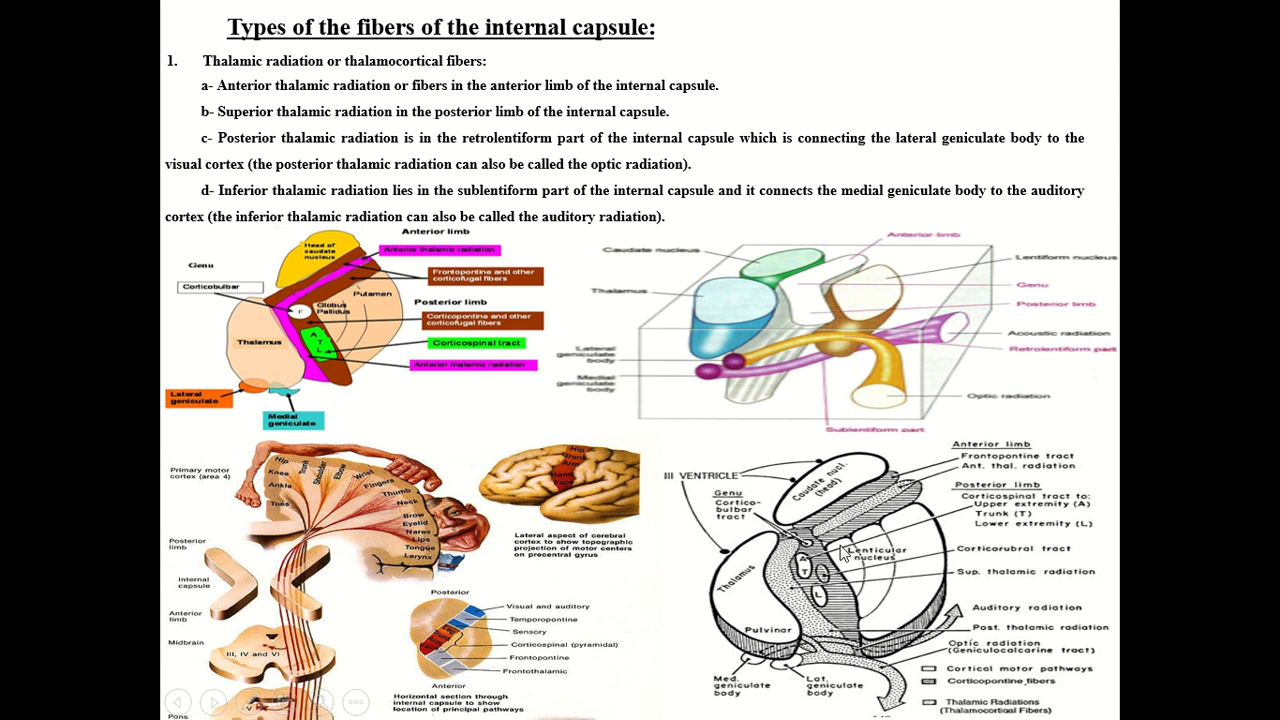 Types of the fibers of the internal capsule:
1. Thalamic radiation or thalamocortical fibers:
a- Anterior thalamic radiation or fibers in the anterior limb of the internal capsule.
b- Superior thalamic radiation in the posterior limb of the internal capsule.
c- Posterior thalamic radiation is in the retrolentiform part of the internal capsule which is connecting the lateral geniculate body to the
visual cortex (the posterior thalamic radiation can also be called the optic radiation).
d- Inferior thalamic radiation lies in the sublentiform part of the internal capsule and it connects the medial geniculate body to the auditory
cortex (the inferior thalamic radiation can also be called the auditory radiation).
Anterior limb
Head of
caudate
nucleus
Anterior thalamic radiation
Genu
Frontopontine and other
corticofugal fibers
Corticobulbar
Putamen
Globus
Pallidus
F
Posterior limb
Corticopontine and other
corticofugal fibers
A
T
L
Thalamus
Corticospinal tract
Anterior thalamic radiation
Lateral
geniculate
Medial
geniculate
Anterior limb
Caudate nucleus
Lentiform nucleus
Thalamus
Genu
Posterior limb
Acoustic radiation
Lateral
geniculate
body
Retrolentiform part
Medial
geniculate
body
Optic radiation
Sublentiform part
Primary motor
cortex (area 4)
Hip
Knee
Ankle
Toes
Trunk
Shoulder
Elbow
Wrist
Fingers
Thumb
Neck
Brow
Eyelid
Nares
Lips
Tongue
Larynx
Hip
Trunk
Arm
Hand
Face
Lateral aspect of cerebral
cortex to show topographic
projection of motor centers
on precentral gyrus
Posterior
limb
Internal
capsule
Anterior
limb
Midbrain
III, IV and VI
V
Pons
Posterior
Visual and auditory
Temporopontine
Sensory
Corticospinal (pyramidal)
Frontopontine
Frontothalamic
Leg
Trunk
Arm
Face
Anterior
Horizontal section through
internal capsule to show
location of principal pathways
III VENTRICLE
Caudate nucl.
(head)
Anterior limb
Frontopontine tract
Ant. thal. radiation
Genu
Cortico-
bulbar
tract
Posterior limb
Corticospinal tract to:
Upper extremity (A)
Trunk (T)
Lower extremity (L)
Lenticular
nucleus
Corticorubral tract
A
T
L
Sup. thalamic radiation
Thalamus
Auditory radiation
Pulvinar
Post. thalamic radiation
Optic radiation
(Geniculocalcarine tract)
Med.
geniculate
body
Lat.
geniculate
body
Cortical motor pathways
Corticopontine fibers
Thalamic Radiations
(Thalamocortical Fibers)